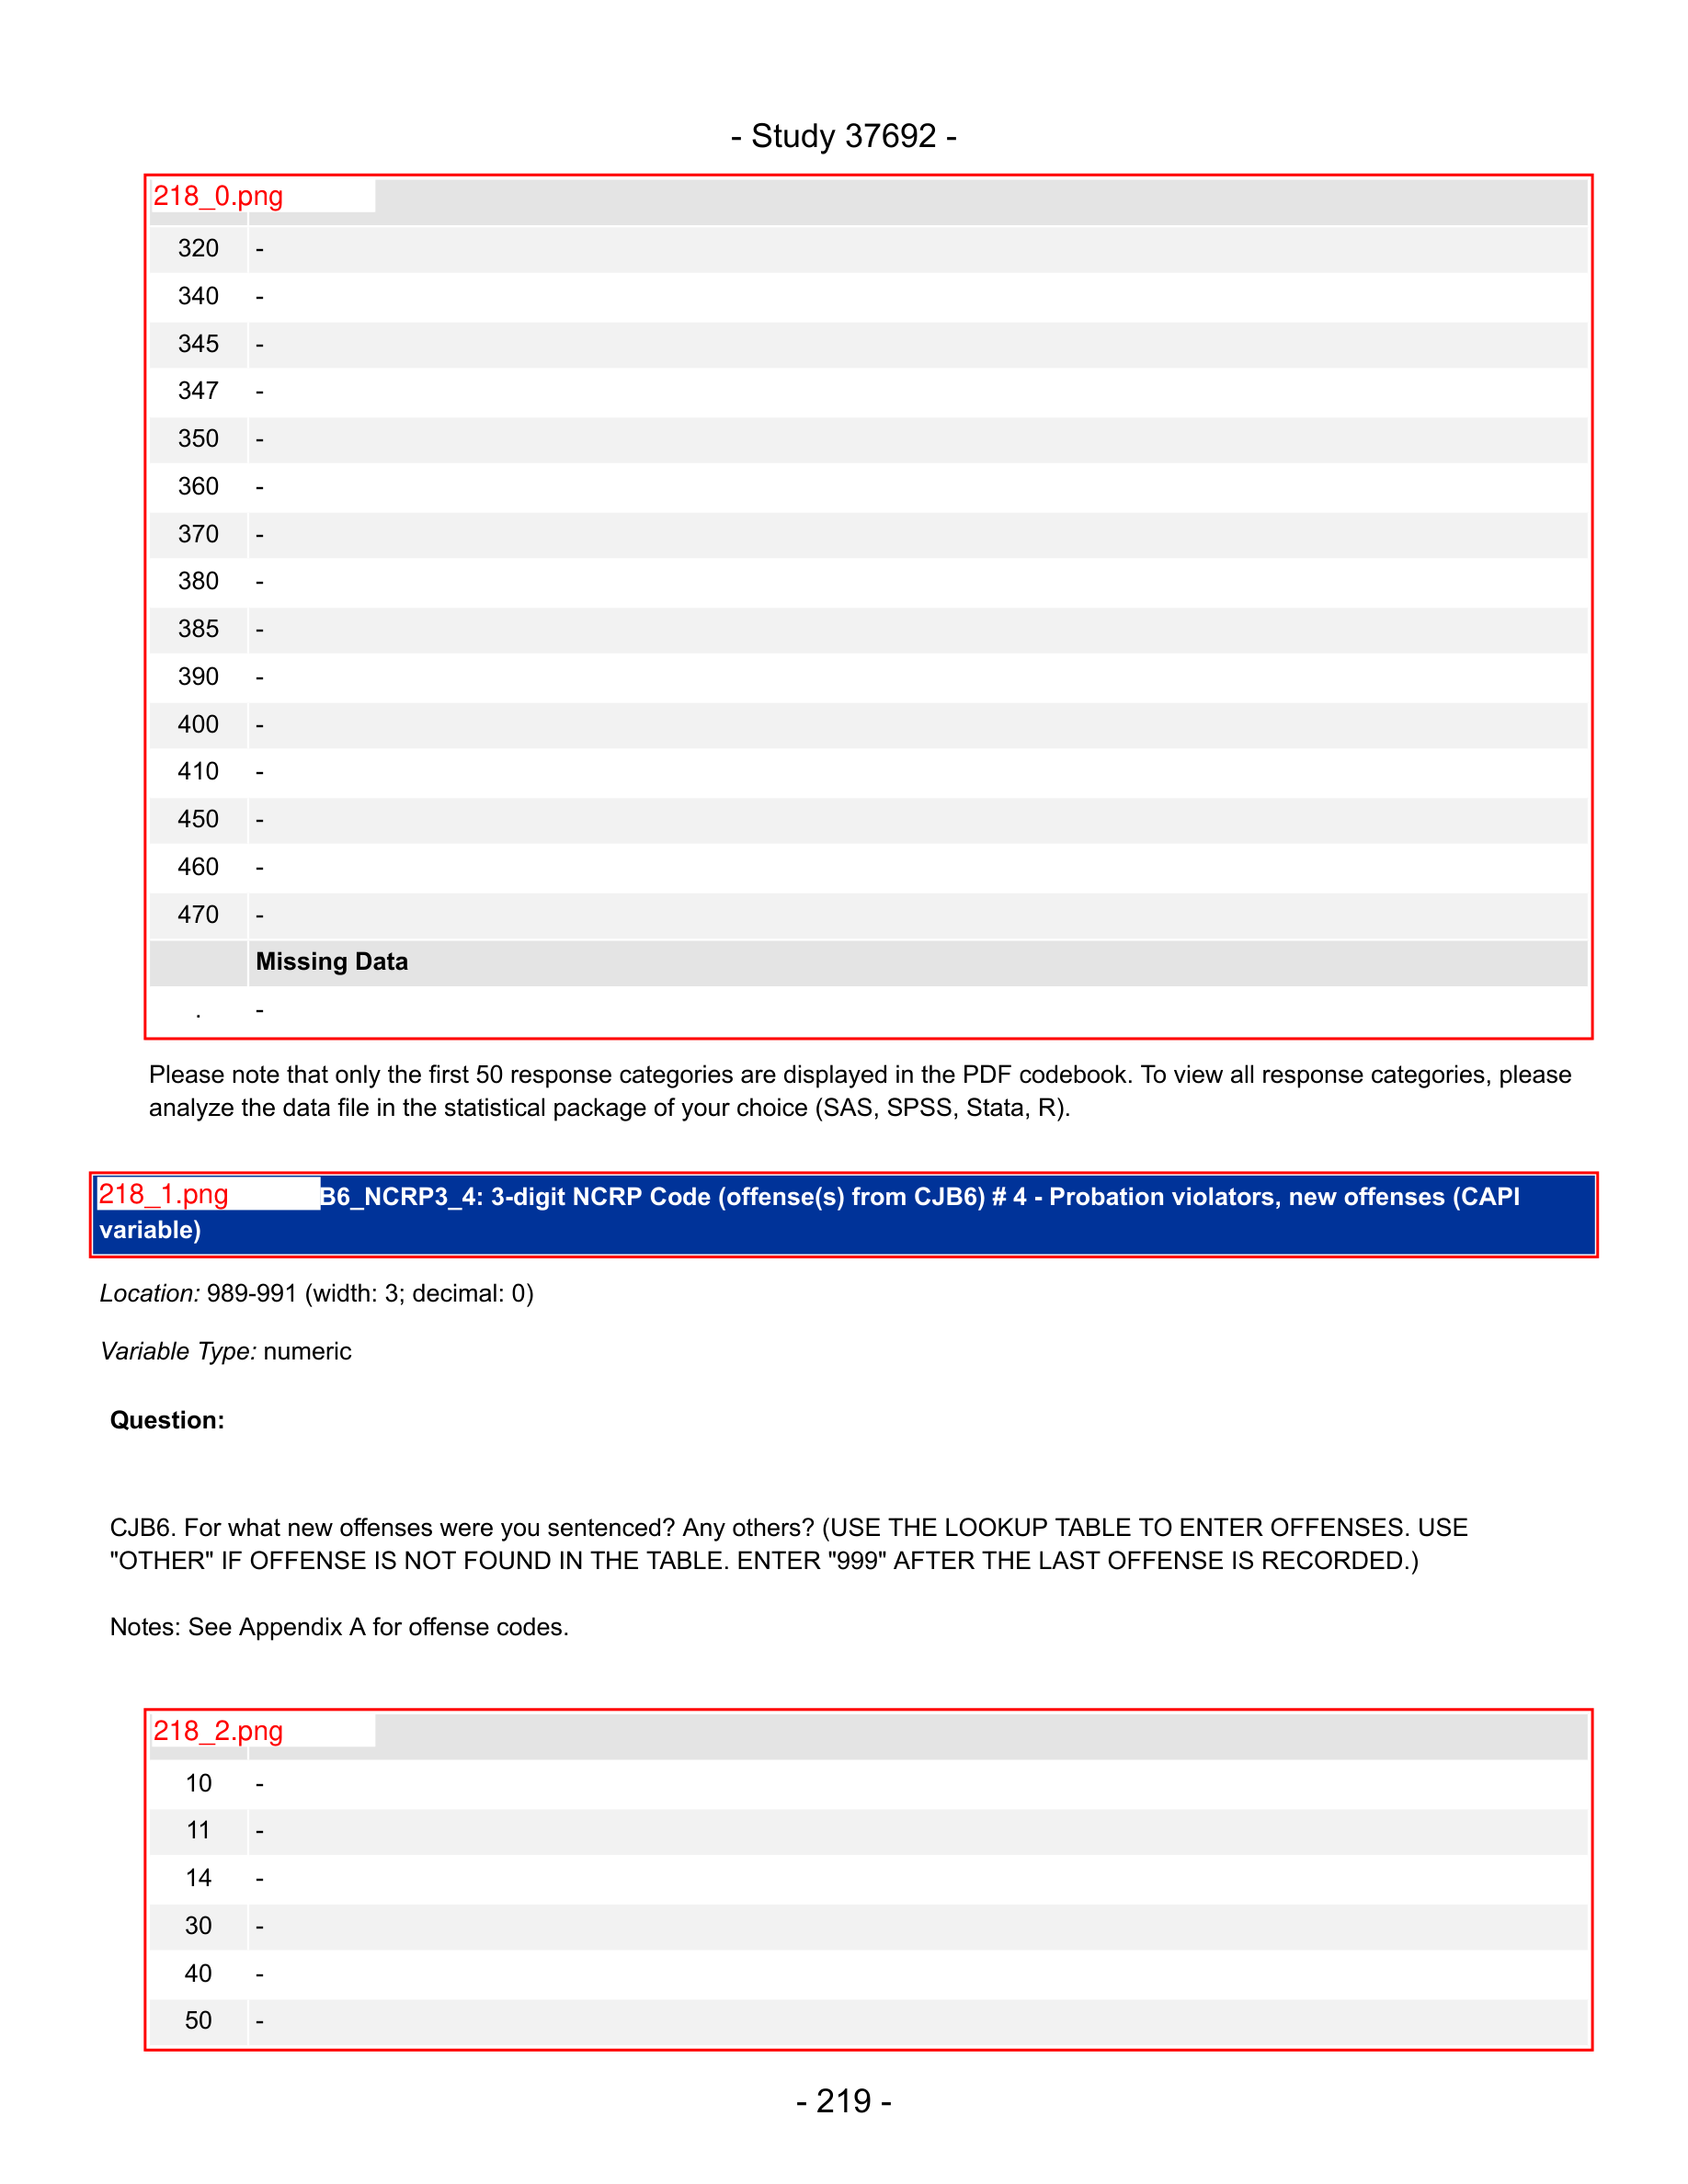 - Study 37692 -
218_0.png
320 -
340 -
345 -
347 -
350 -
360 -
370 -
380 -
385 -
390 -
400 -
410 -
450 -
460 -
470 -
Missing Data
. -
Please note that only the first 50 response categories are displayed in the PDF codebook. To view all response categories, please
analyze the data file in the statistical package of your choice (SAS, SPSS, Stata, R).
218_1.png B6_NCRP3_4: 3-digit NCRP Code (offense(s) from CJB6) # 4 - Probation violators, new offenses (CAPI
variable)
Location: 989-991 (width: 3; decimal: 0)
Variable Type: numeric
Question:
CJB6. For what new offenses were you sentenced? Any others? (USE THE LOOKUP TABLE TO ENTER OFFENSES. USE
"OTHER" IF OFFENSE IS NOT FOUND IN THE TABLE. ENTER "999" AFTER THE LAST OFFENSE IS RECORDED.)
Notes: See Appendix A for offense codes.
218_2.png
10 -
11 -
14 -
30 -
40 -
50 -
- 219 -